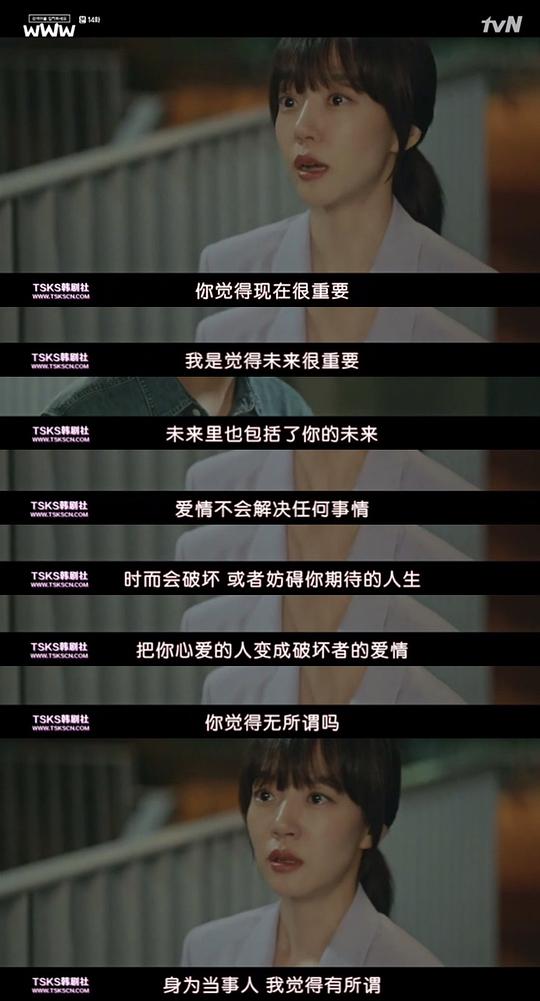 검색어를 입력하세요
WWW
14화
tvN
TSKS韩剧社
WWW.TSKSCN.COM
你觉得现在很重要
TSKS韩剧社
WWW.TSKSCN.COM
我是觉得未来很重要
TSKS韩剧社
WWW.TSKSCN.COM
未来里也包括了你的未来
TSKS韩剧社
WWW.TSKSCN.COM
爱情不会解决任何事情
TSKS韩剧社
WWW.TSKSCN.COM
时而会破坏 或者妨碍你期待的人生
TSKS韩剧社
WWW.TSKSCN.COM
把你心爱的人变成破坏者的爱情
TSKS韩剧社
WWW.TSKSCN.COM
你觉得无所谓吗
TSKS韩剧社
WWW.TSKSCN.COM
身为当事人 我觉得有所谓